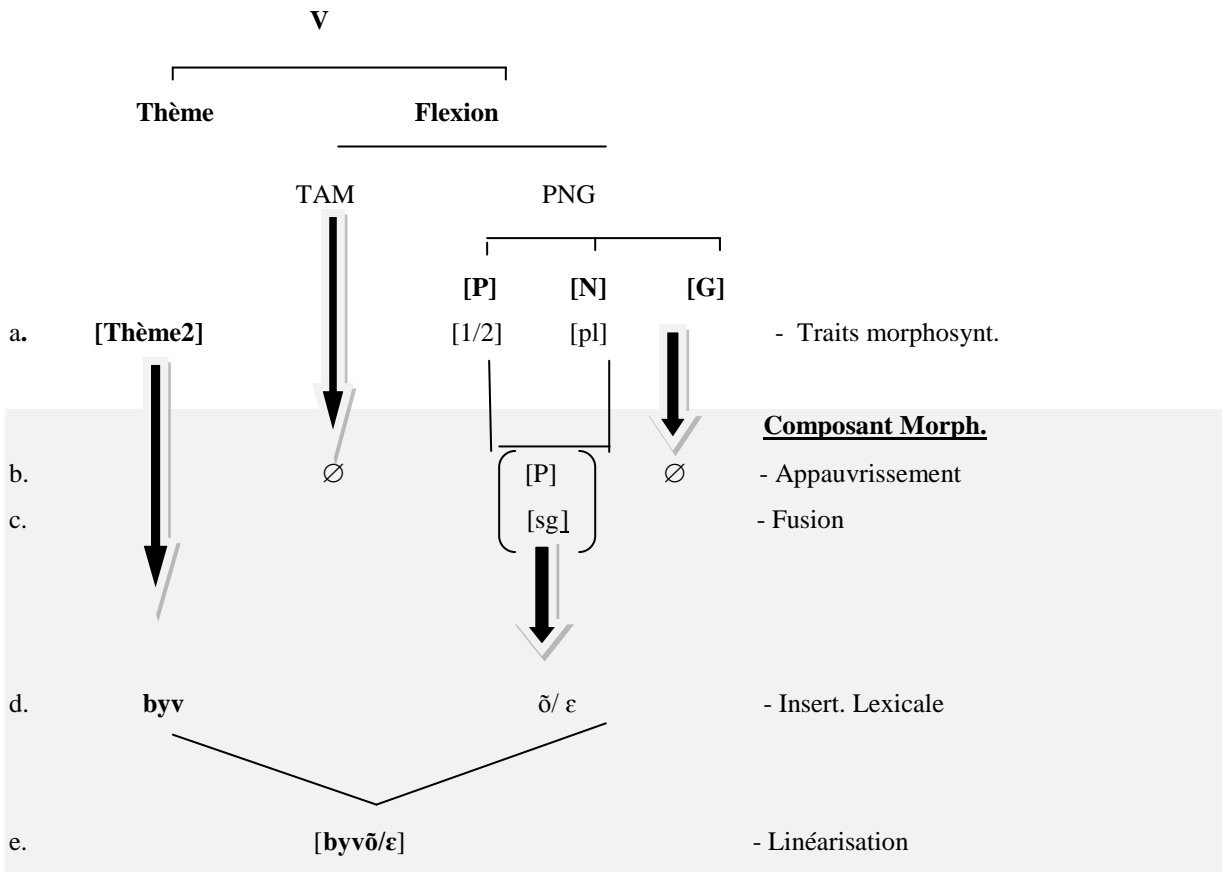 V
Thème Flexion
TAM PNG
[P] [N] [G]
a. [Thème2] [1/2] [pl] - Traits morphosynt.
Composant Morph.
b. ∅ [P] ∅ - Appauvrissement
c. [sg] - Fusion
d. byv õ/ ε - Insert. Lexicale
e. [byvõ/ε] - Linéarisation